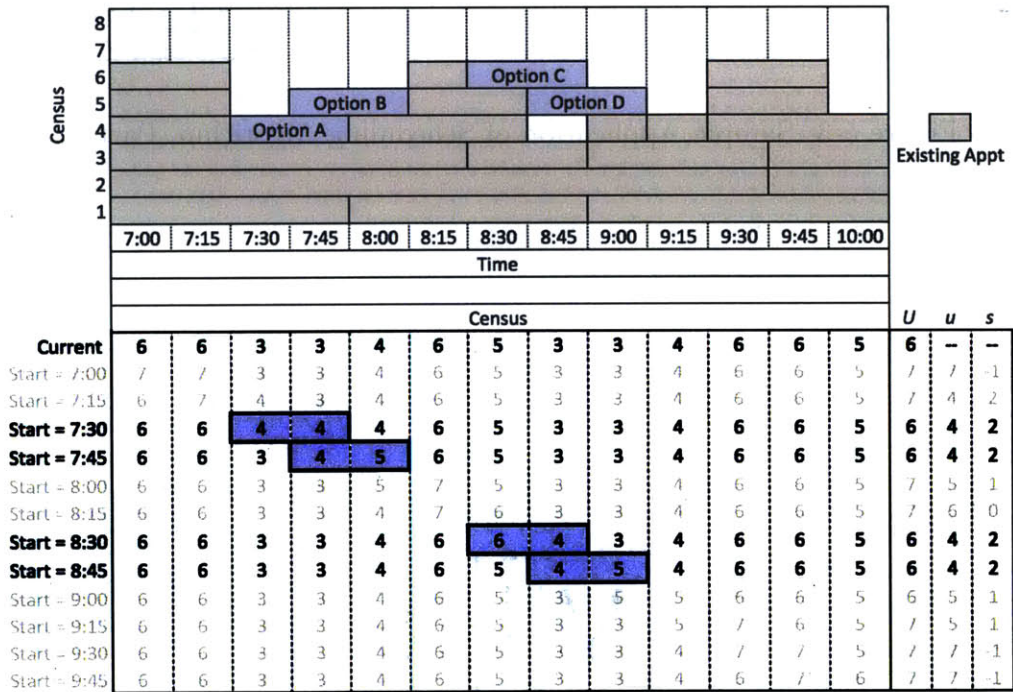 8
7
6 Option C
5 Option B Option D
4 Option A
3
2
1
Census
Existing Appt
7:00 7:15 7:30 7:45 8:00 8:15 8:30 8:45 9:00 9:15 9:30 9:45 10:00
Time
Census U u s
Current 6 6 3 3 4 6 5 3 3 4 6 6 5 6 -- --
Start = 7:00 7 7 3 3 4 6 5 3 3 4 6 6 5 7 7 -1
Start = 7:15 6 7 4 3 4 6 5 3 3 4 6 6 5 7 4 2
Start = 7:30 6 6 4 4 4 6 5 3 3 4 6 6 5 6 4 2
Start = 7:45 6 6 3 4 5 6 5 3 3 4 6 6 5 6 4 2
Start = 8:00 6 6 3 3 5 7 5 3 3 4 6 6 5 7 5 1
Start = 8:15 6 6 3 3 4 7 6 3 3 4 6 6 5 7 6 0
Start = 8:30 6 6 3 3 4 6 6 4 3 4 6 6 5 6 4 2
Start = 8:45 6 6 3 3 4 6 5 4 5 4 6 6 5 6 4 2
Start = 9:00 6 6 3 3 4 6 5 3 5 5 6 6 5 6 5 1
Start = 9:15 6 6 3 3 4 6 5 3 3 5 7 6 5 7 5 1
Start = 9:30 6 6 3 3 4 6 5 3 3 4 7 7 5 7 7 -1
Start = 9:45 6 6 3 3 4 6 5 3 3 4 6 7 6 7 7 -1